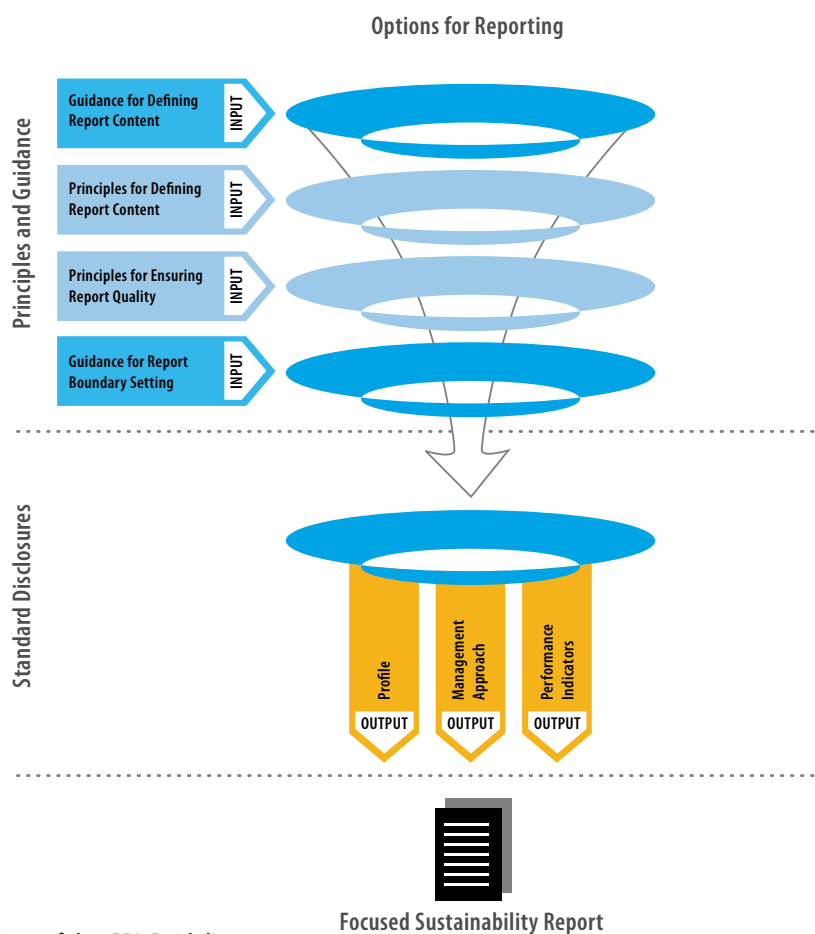 Options for Reporting
Principles and Guidance
Guidance for Defining
Report Content
INPUT
Principles for Defining
Report Content
INPUT
Principles for Ensuring
Report Quality
INPUT
Guidance for Report
Boundary Setting
INPUT
Standard Disclosures
Profile
OUTPUT
Management
Approach
OUTPUT
Performance
Indicators
OUTPUT
Focused Sustainability Report